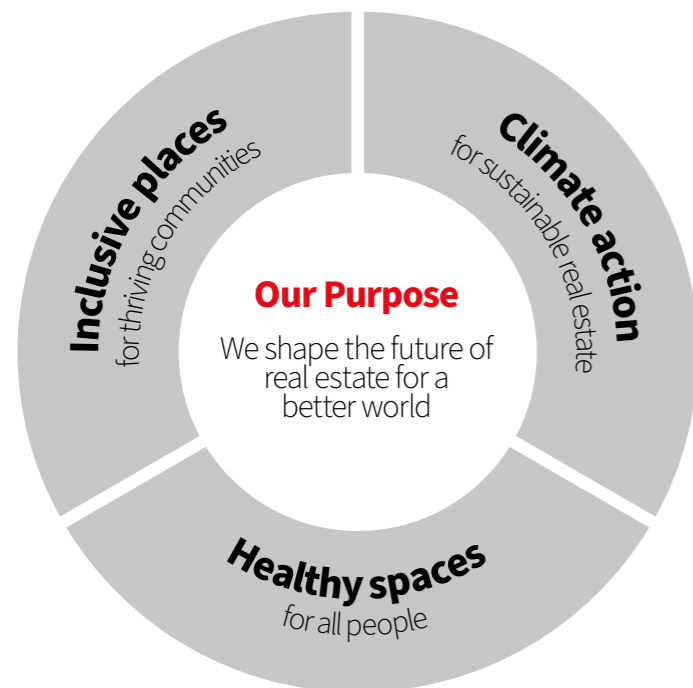 Inclusive places
for thriving communities
Climate action
for sustainable real estate
Our Purpose
We shape the future of
real estate for a
better world
Healthy spaces
for all people